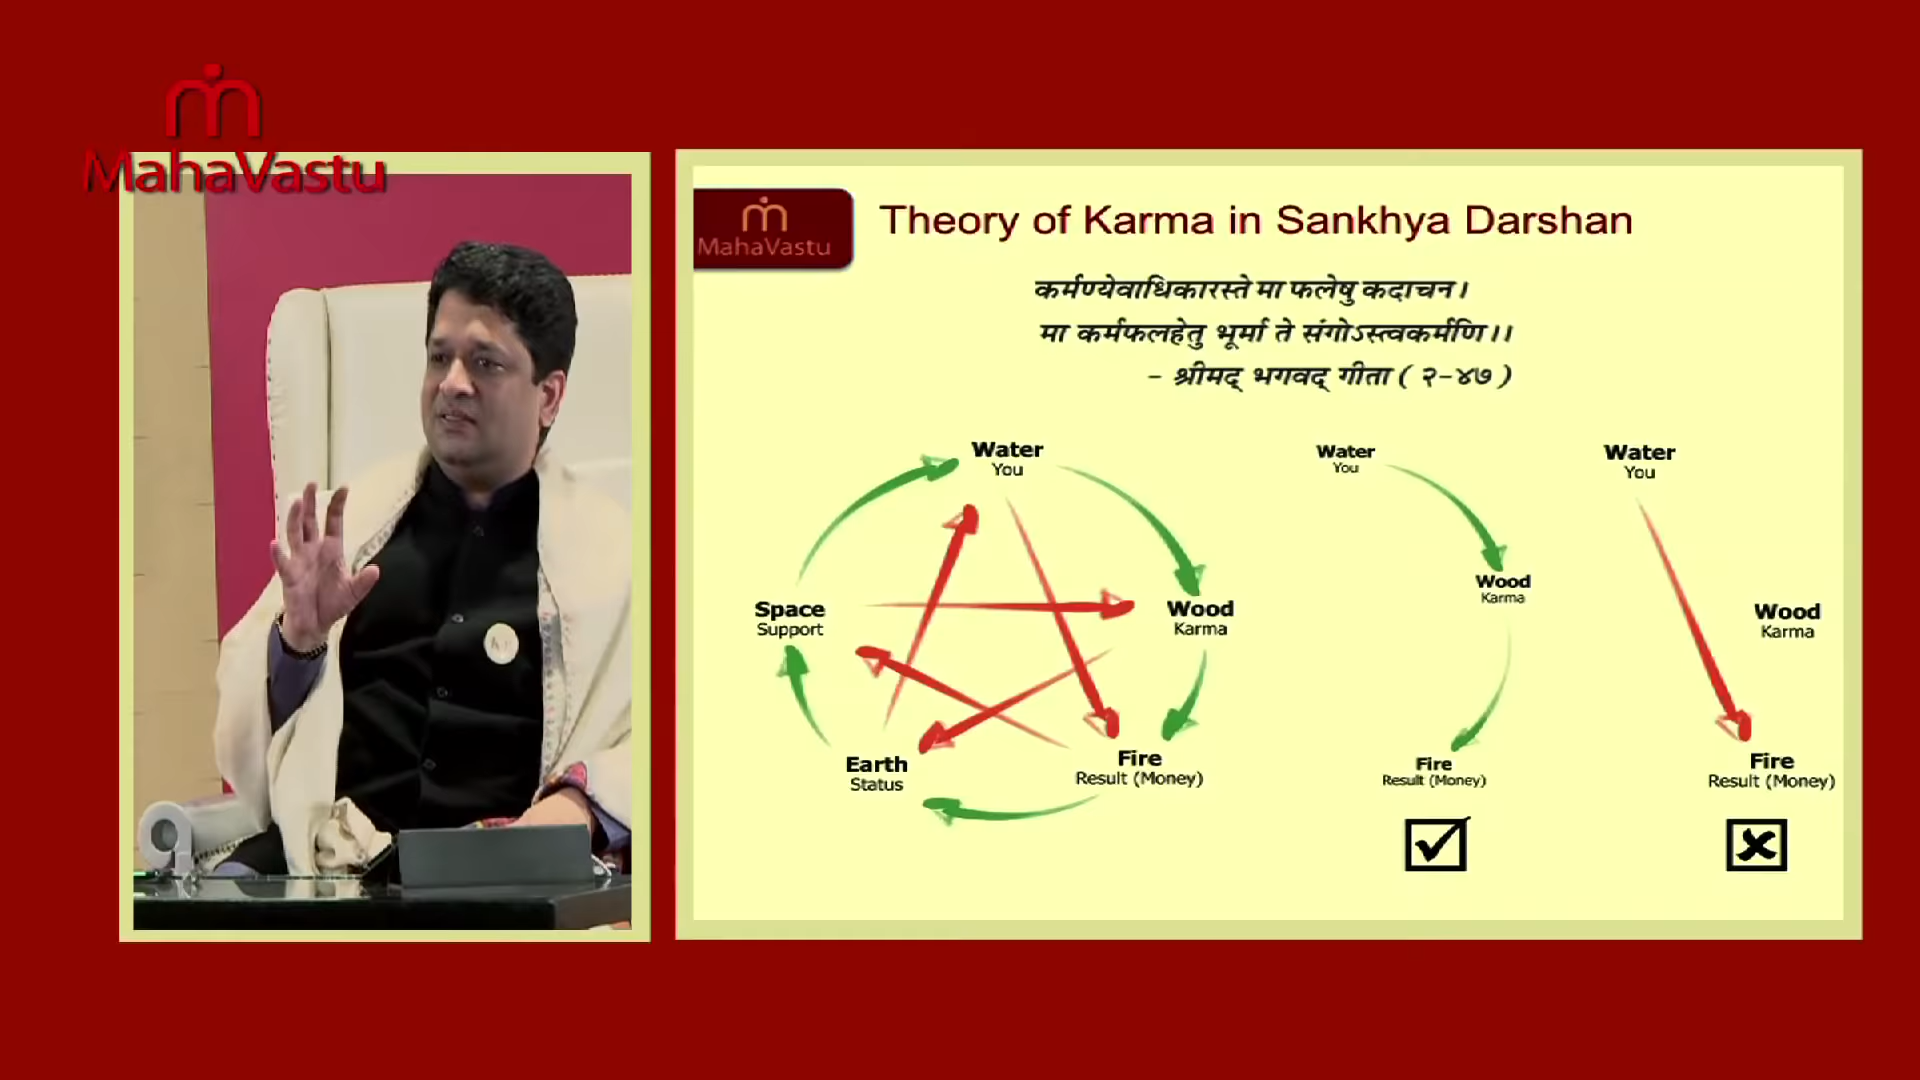 MahaVastu
MahaVastu
Theory of Karma in Sankhya Darshan
कर्मण्येवाधिकारस्ते मा फलेषु कदाचन।
मा कर्मफलहेतु भूर्मा ते संगोऽस्त्वकर्मणि।।
- श्रीमद् भगवद् गीता ( २-४७ )
Water
You
Wood
Karma
Fire
Result (Money)
Earth
Status
Space
Support
Water
You
Wood
Karma
Fire
Result (Money)
Water
You
Wood
Karma
Fire
Result (Money)